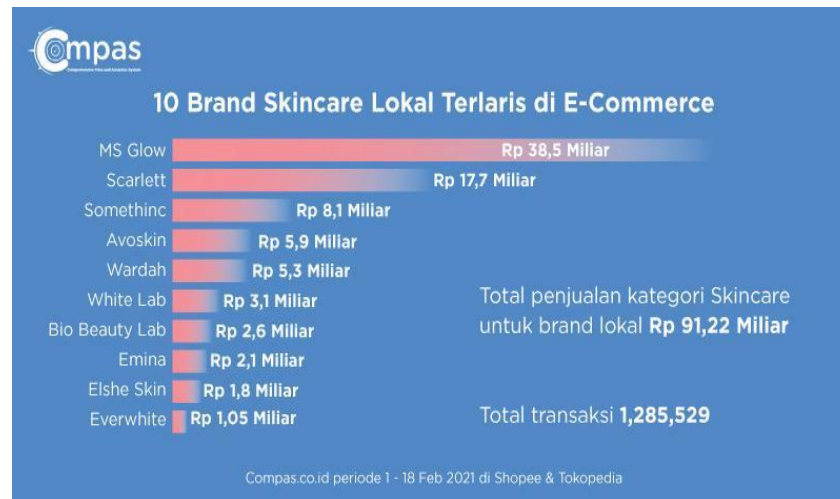 Compas
10 Brand Skincare Lokal Terlaris di E-Commerce
MS Glow Rp 38,5 Miliar
Scarlett Rp 17,7 Miliar
Somethinc Rp 8,1 Miliar
Avoskin Rp 5,9 Miliar
Wardah Rp 5,3 Miliar
White Lab Rp 3,1 Miliar
Bio Beauty Lab Rp 2,6 Miliar
Emina Rp 2,1 Miliar
Elshe Skin Rp 1,8 Miliar
Everwhite Rp 1,05 Miliar
Total penjualan kategori Skincare
untuk brand lokal Rp 91,22 Miliar
Total transaksi 1,285,529
Compas.co.id periode 1 - 18 Feb 2021 di Shopee & Tokopedia